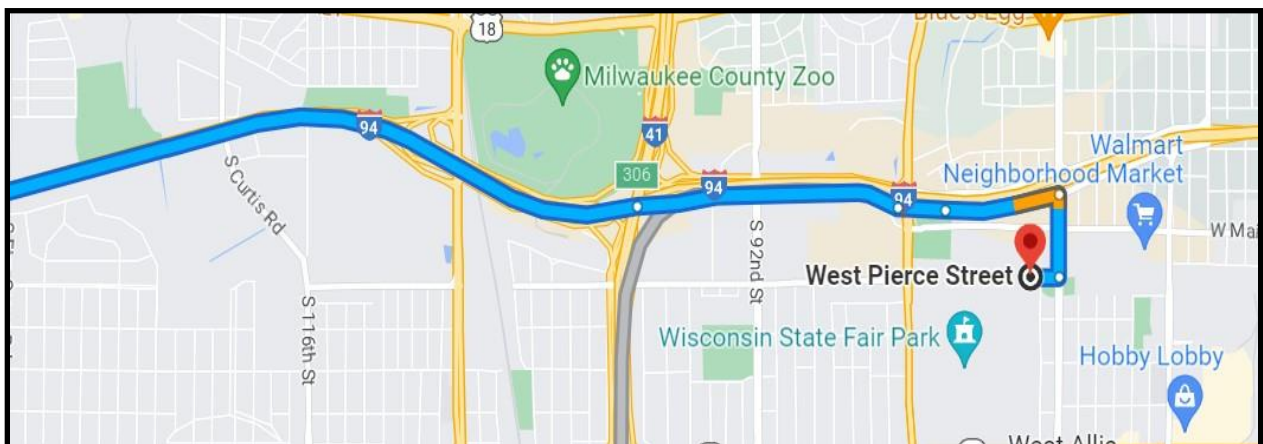 18
Blue's Egg
Milwaukee County Zoo
94
41
Walmart
Neighborhood Market
306
94
94
S Curtis Rd
S 92nd St
W Mai
West Pierce Street
S 116th St
Wisconsin State Fair Park
Hobby Lobby
West Allis